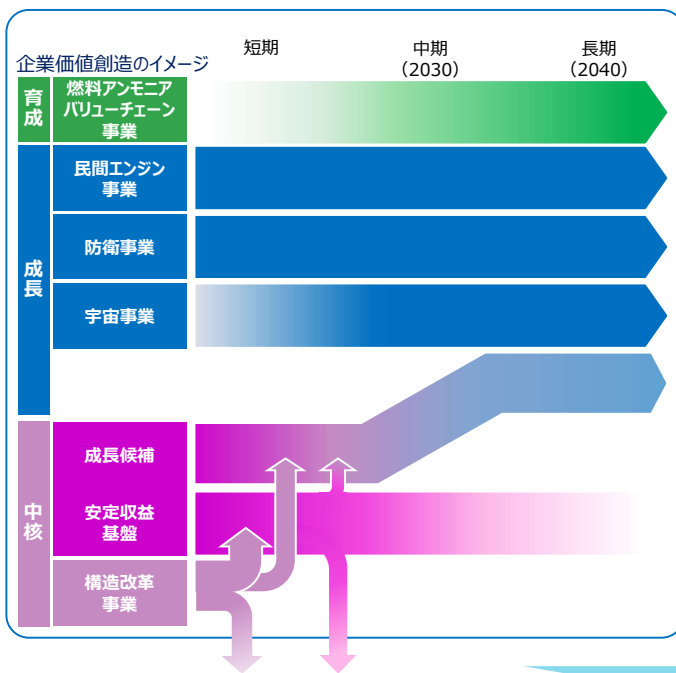 企業価値創造のイメージ
短期
中期
(2030)
長期
(2040)
育成
燃料アンモニア
バリューチェーン
事業
成長
民間エンジン
事業
防衛事業
宇宙事業
中核
成長候補
安定収益
基盤
構造改革
事業